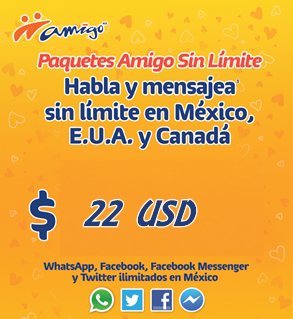 amigo
Paquetes Amigo Sin Límite
Habla y mensajea
sin límite en México,
E.U.A. y Canadá
$ 22 USD
WhatsApp, Facebook, Facebook Messenger
y Twitter ilimitados en México